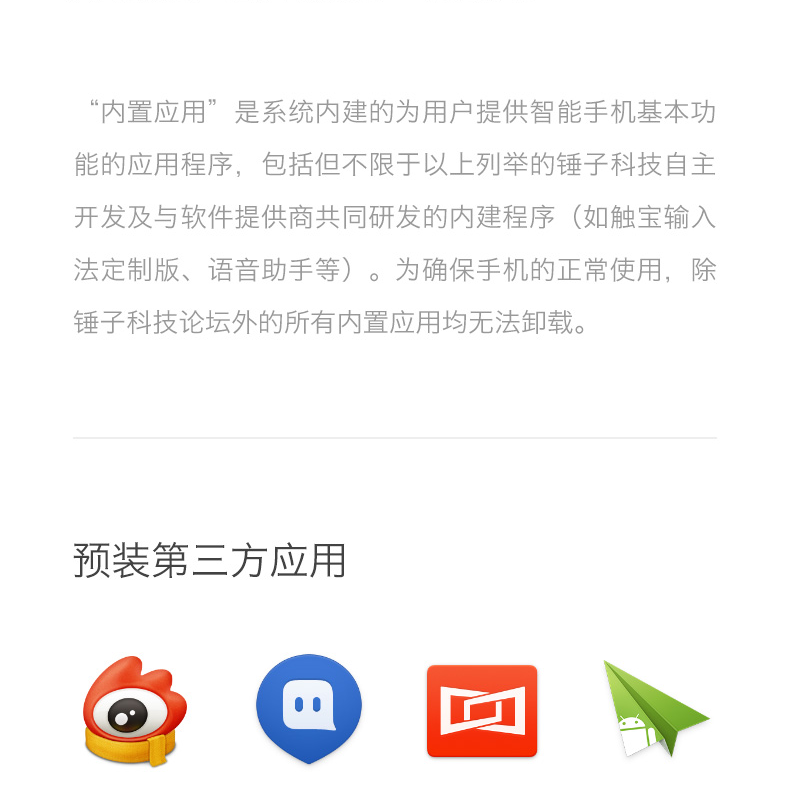 “内置应用”是系统内建的为用户提供智能手机基本功
能的应用程序，包括但不限于以上列举的锤子科技自主
开发及与软件提供商共同研发的内建程序（如触宝输入
法定制版、语音助手等）。为确保手机的正常使用，除
锤子科技论坛外的所有内置应用均无法卸载。
预装第三方应用